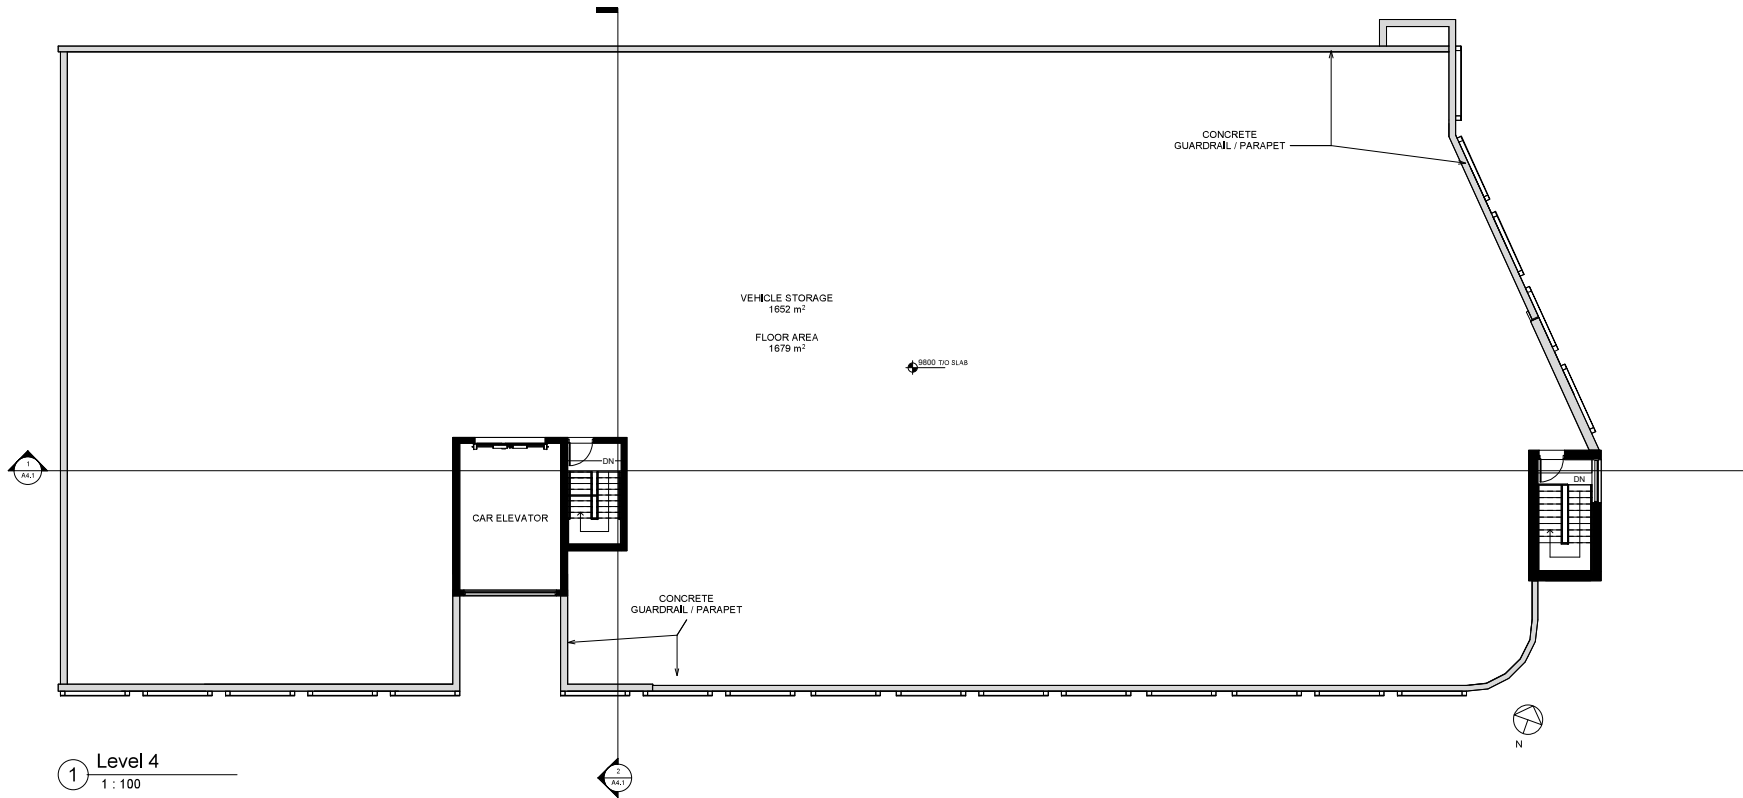 CONCRETE
GUARDRAIL / PARAPET
VEHICLE STORAGE
1652 m²
FLOOR AREA
1679 m²
9800 T/O SLAB
1
A4.1
DN
DN
CAR ELEVATOR
CONCRETE
GUARDRAIL / PARAPET
N
1
Level 4
1 : 100
2
A4.1